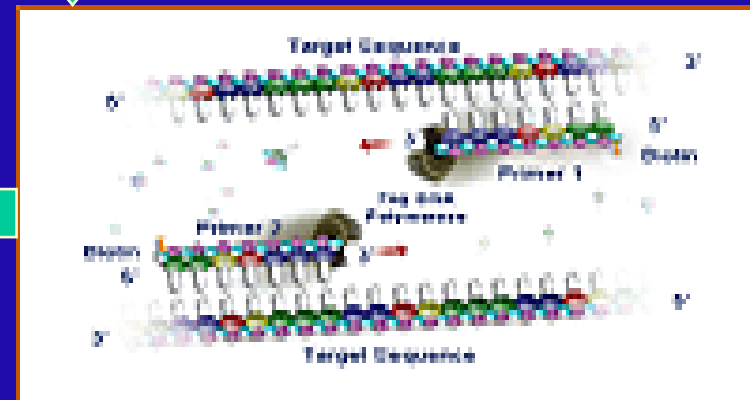 Target Sequence
3'
5'
5'
3'
Biotin
Primer 1
Taq DNA
Polymerase
Primer 2
Biotin
3'
5'
5'
3'
Target Sequence